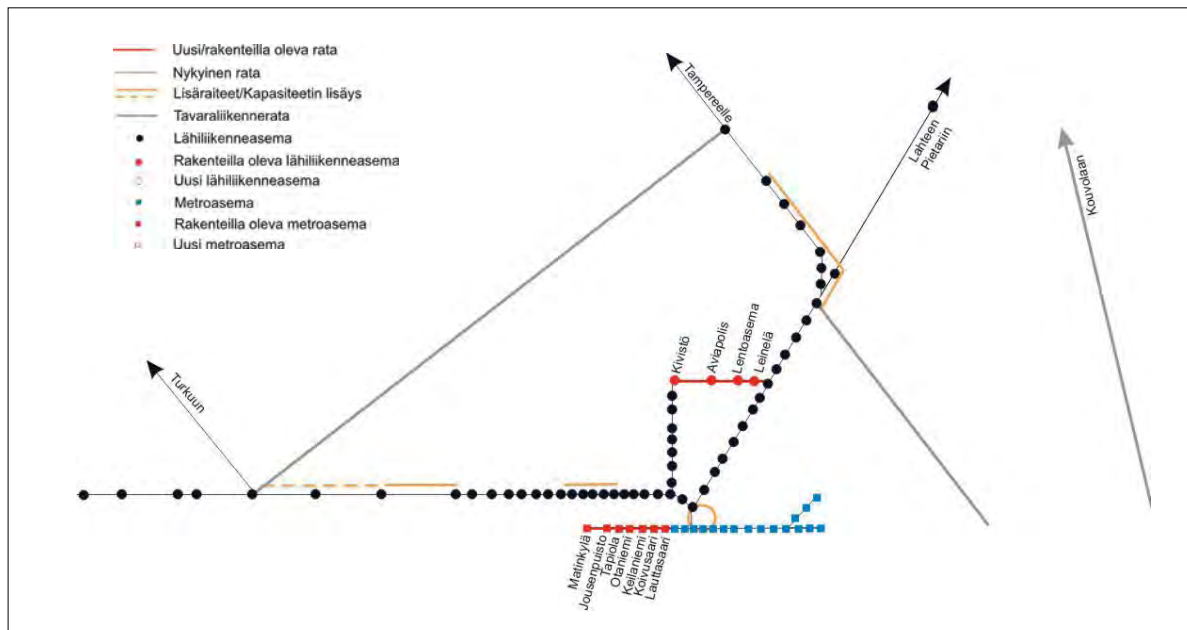 Uusi/rakenteilla oleva rata
Nykyinen rata
Lisäraiteet/Kapasiteetin lisäys
Tavaraliikennerata
Lähiliikenneasema
Rakenteilla oleva lähiliikenneasema
Uusi lähiliikenneasema
Metroasema
Rakenteilla oleva metroasema
Uusi metroasema
Tampereelle
Lahteen
Pietariin
Kouvolaan
Turkuun
Kivistö
Aviapolis
Lentoasema
Leinelä
Matinkylä
Jousenpuisto
Tapiola
Otaniemi
Keilaniemi
Koivusaari
Lauttasaari